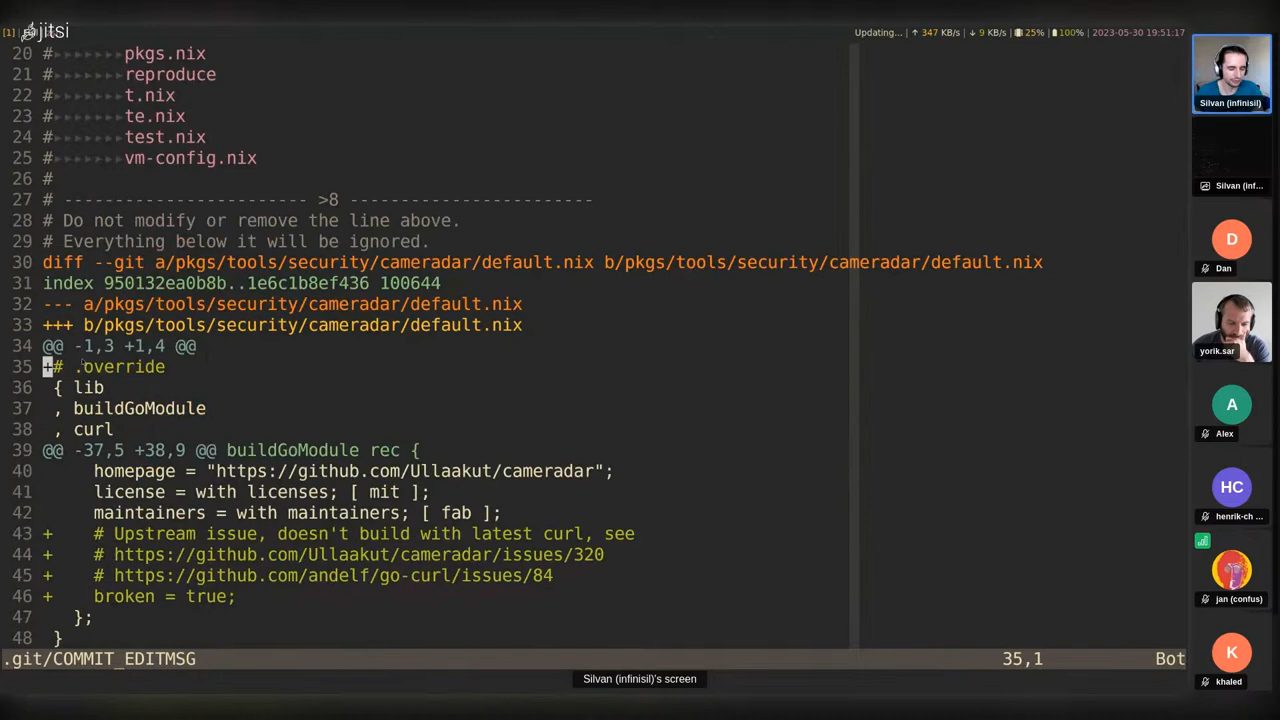 [1]
jitsi
Updating... | ↑ 347 KB/s | ↓ 9 KB/s | 25% | 100% | 2023-05-30 19:51:17
20 #▸▸▸▸▸▸▸pkgs.nix
21 #▸▸▸▸▸▸▸reproduce
22 #▸▸▸▸▸▸▸t.nix
23 #▸▸▸▸▸▸▸te.nix
24 #▸▸▸▸▸▸▸test.nix
25 #▸▸▸▸▸▸▸vm-config.nix
26 #
27 # ------------------------ >8 ------------------------
28 # Do not modify or remove the line above.
29 # Everything below it will be ignored.
30 diff --git a/pkgs/tools/security/cameradar/default.nix b/pkgs/tools/security/cameradar/default.nix
31 index 950132ea0b8b..1e6c1b8ef436 100644
32 --- a/pkgs/tools/security/cameradar/default.nix
33 +++ b/pkgs/tools/security/cameradar/default.nix
34 @@ -1,3 +1,4 @@
35 +# .override
36 { lib
37 , buildGoModule
38 , curl
39 @@ -37,5 +38,9 @@ buildGoModule rec {
40 homepage = "https://github.com/Ullaakut/cameradar";
41 license = with licenses; [ mit ];
42 maintainers = with maintainers; [ fab ];
43 + # Upstream issue, doesn't build with latest curl, see
44 + # https://github.com/Ullaakut/cameradar/issues/320
45 + # https://github.com/andelf/go-curl/issues/84
46 + broken = true;
47 };
48 }
.git/COMMIT_EDITMSG 35,1 Bot
Silvan (infinisil)'s screen
Silvan (infinisil)
Silvan (inf...
D
Dan
yorik.sar
A
Alex
HC
henrik-ch ...
jan (confus)
K
khaled